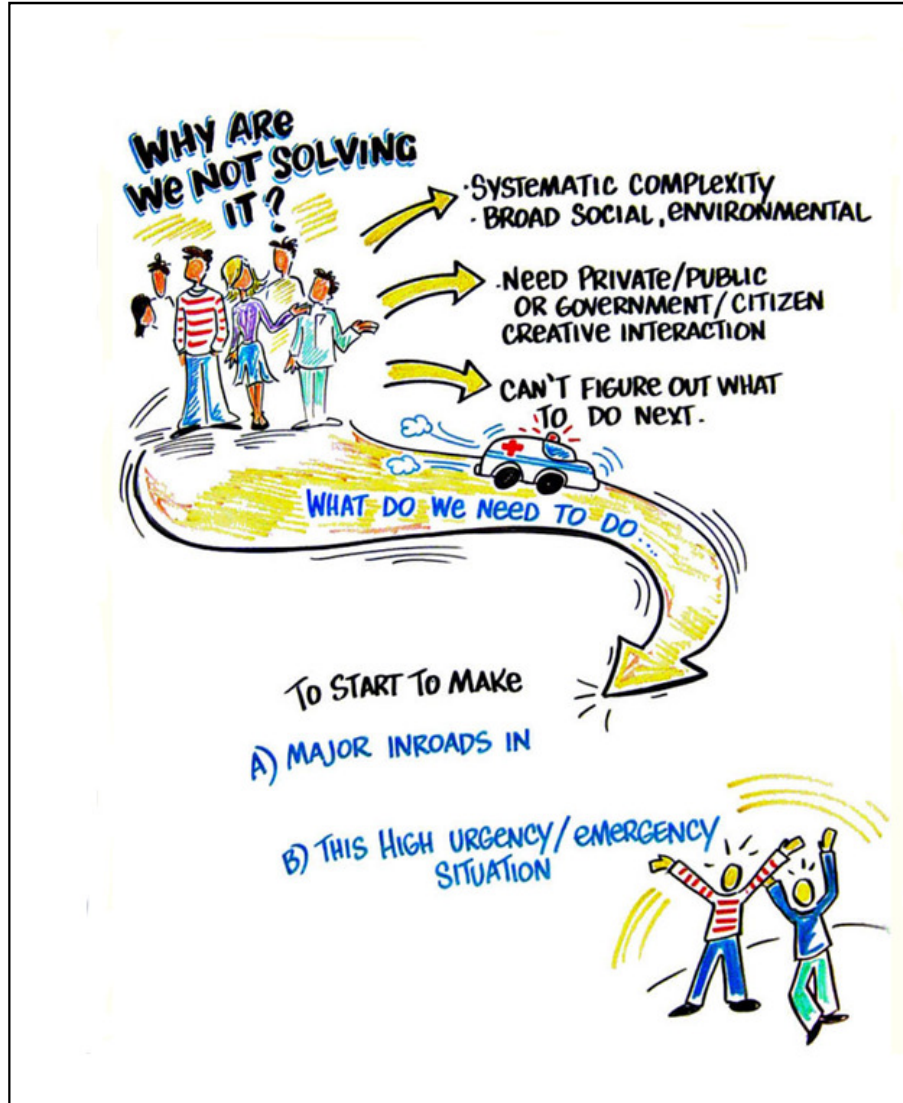 WHY ARE
WE NOT SOLVING
IT?
· SYSTEMATIC COMPLEXITY
· BROAD SOCIAL, ENVIRONMENTAL
· NEED PRIVATE/PUBLIC
OR GOVERNMENT/CITIZEN
CREATIVE INTERACTION
CAN'T FIGURE OUT WHAT
TO DO NEXT.
WHAT DO WE NEED TO DO....
TO START TO MAKE
A) MAJOR INROADS IN
B) THIS HIGH URGENCY/EMERGENCY
SITUATION